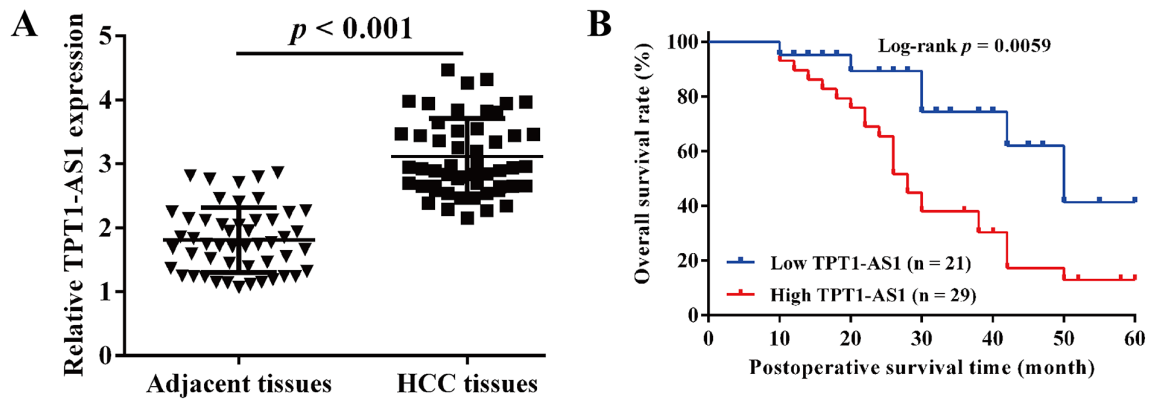 A
p < 0.001
Relative TPT1-AS1 expression
5
4
3
2
1
0
Adjacent tissues
HCC tissues
B
Log-rank p = 0.0059
Overall survival rate (%)
100
80
60
40
20
0
Low TPT1-AS1 (n = 21)
High TPT1-AS1 (n = 29)
0 10 20 30 40 50 60
Postoperative survival time (month)